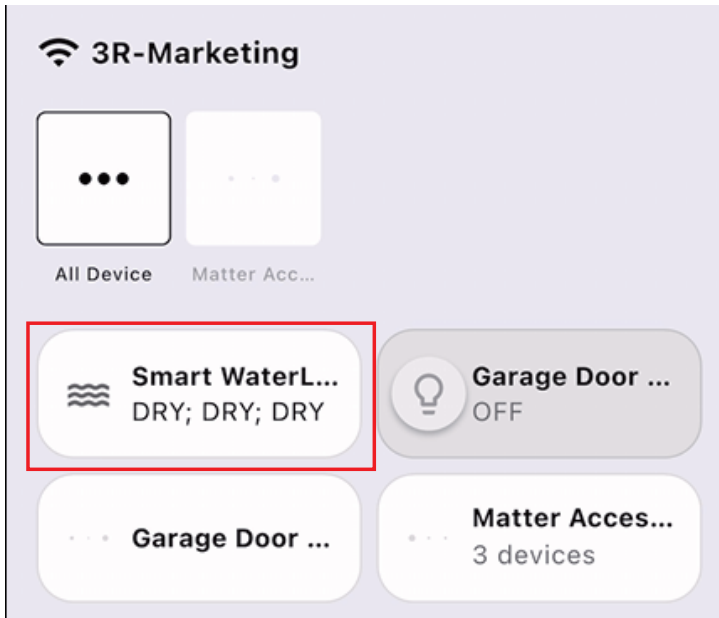 3R-Marketing
All Device
Matter Acc...
Smart WaterL...
DRY; DRY; DRY
Garage Door ...
OFF
Garage Door ...
Matter Acces...
3 devices